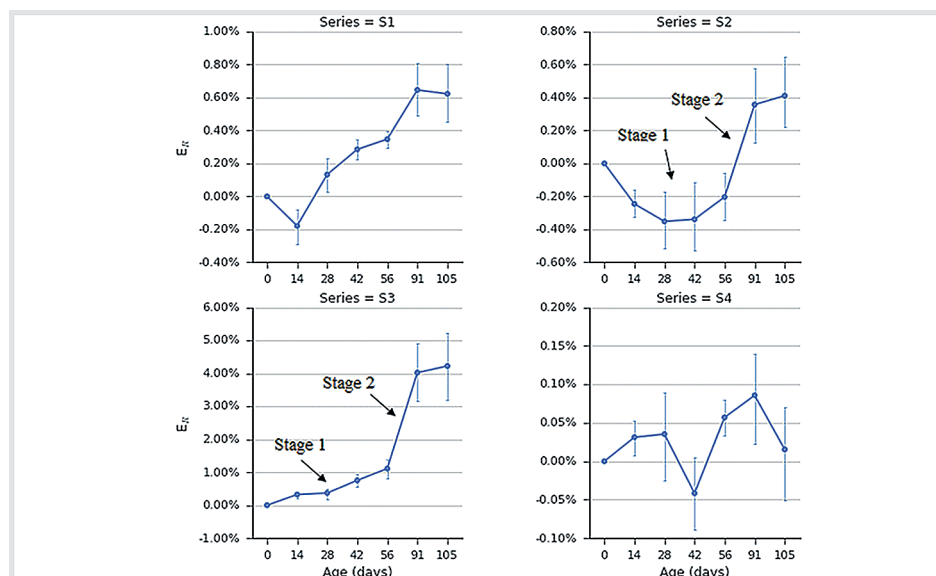 Series = S1
1.00%
0.80%
0.60%
0.40%
0.20%
0.00%
-0.20%
-0.40%
E_R
0 14 28 42 56 91 105
Series = S2
0.80%
0.60%
0.40%
0.20%
0.00%
-0.20%
-0.40%
-0.60%
Stage 2
Stage 1
0 14 28 42 56 91 105
Series = S3
6.00%
5.00%
4.00%
3.00%
2.00%
1.00%
0.00%
-1.00%
E_R
Stage 2
Stage 1
0 14 28 42 56 91 105
Age (days)
Series = S4
0.20%
0.15%
0.10%
0.05%
0.00%
-0.05%
-0.10%
0 14 28 42 56 91 105
Age (days)